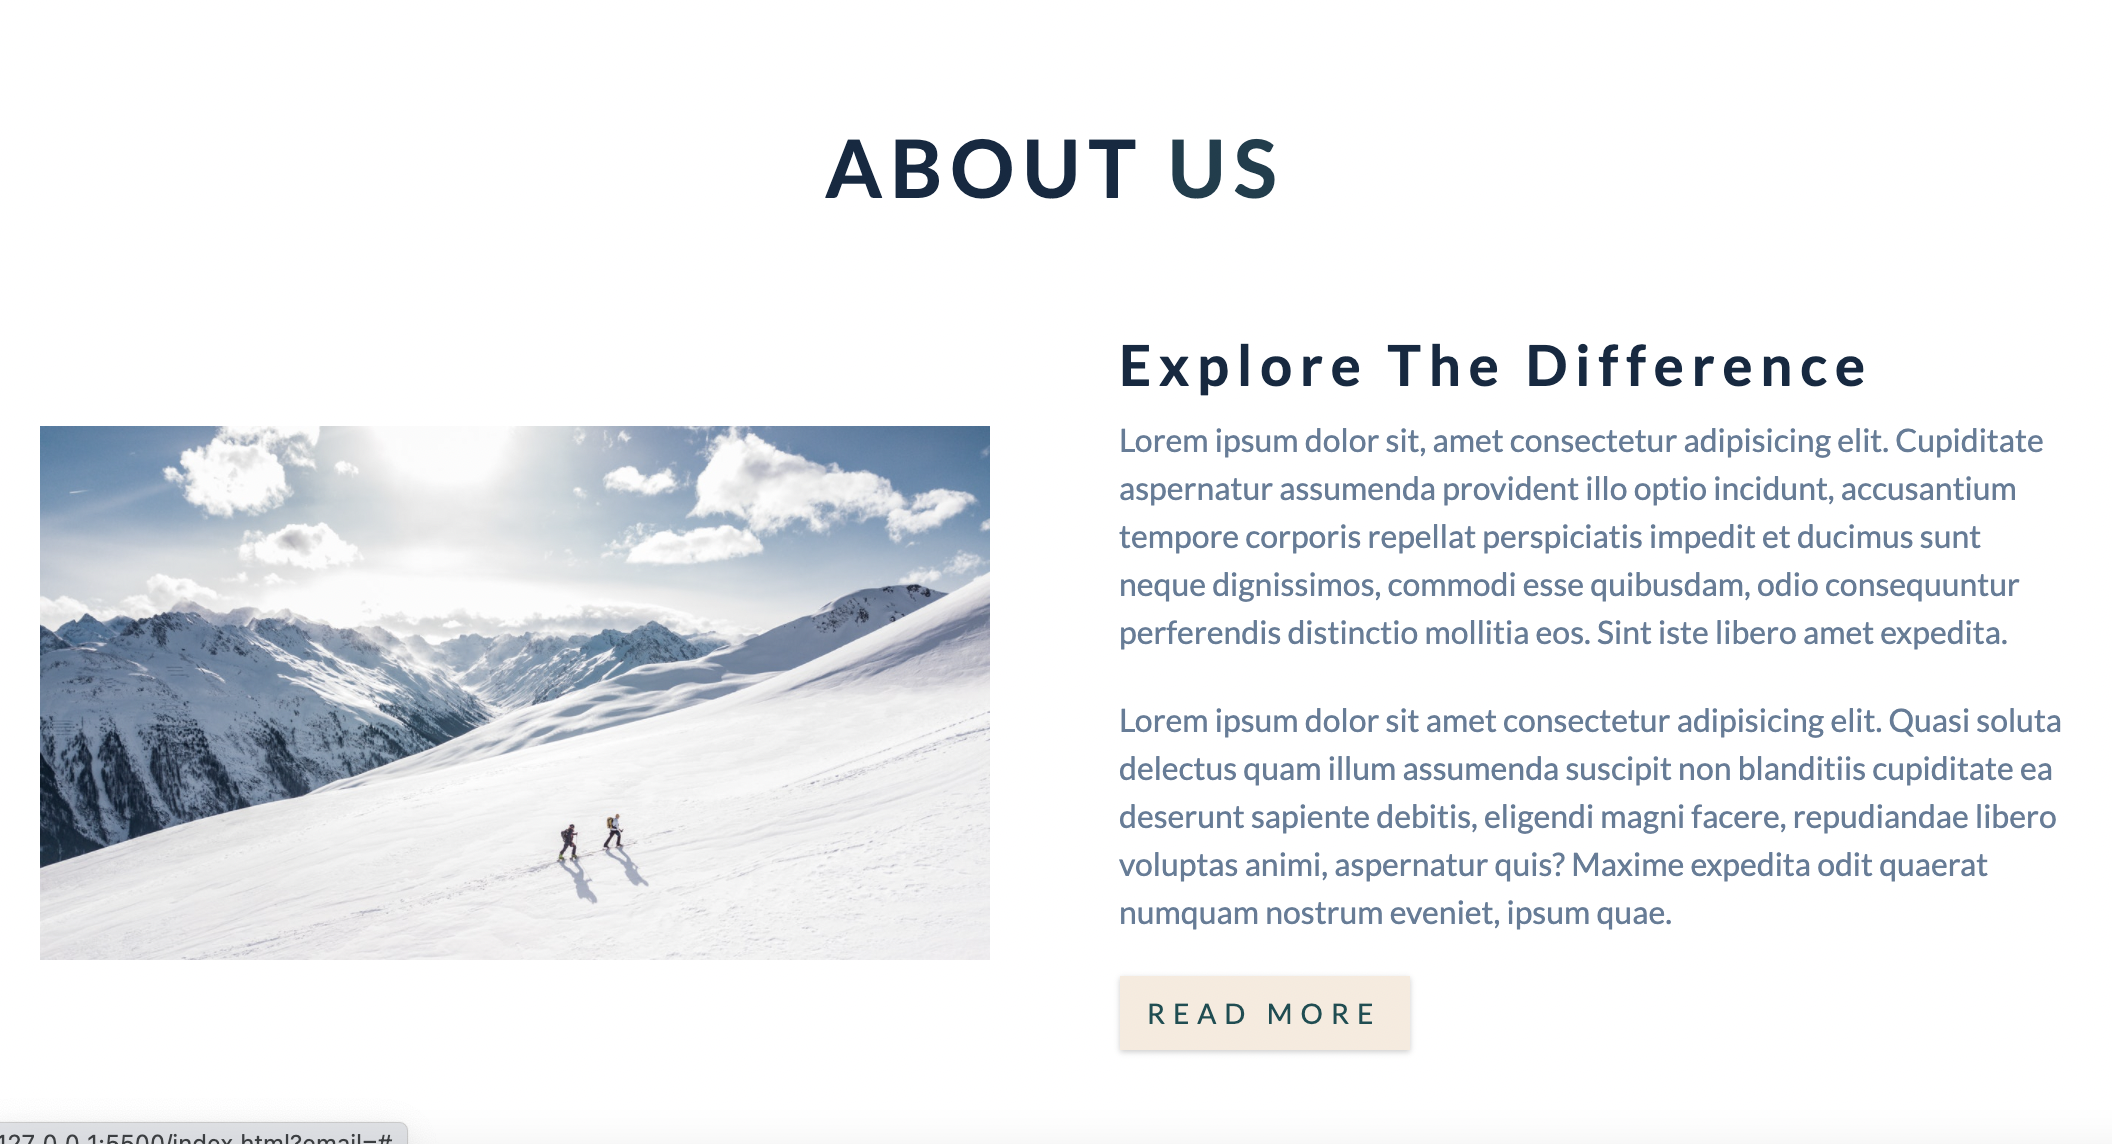 ABOUT US
Explore The Difference
Lorem ipsum dolor sit, amet consectetur adipisicing elit. Cupiditate
aspernatur assumenda provident illo optio incidunt, accusantium
tempore corporis repellat perspiciatis impedit et ducimus sunt
neque dignissimos, commodi esse quibusdam, odio consequuntur
perferendis distinctio mollitia eos. Sint iste libero amet expedita.
Lorem ipsum dolor sit amet consectetur adipisicing elit. Quasi soluta
delectus quam illum assumenda suscipit non blanditiis cupiditate ea
deserunt sapiente debitis, eligendi magni facere, repudiandae libero
voluptas animi, aspernatur quis? Maxime expedita odit quaerat
numquam nostrum eveniet, ipsum quae.
READ MORE
127.0.0.1:5500/index.html?email=#